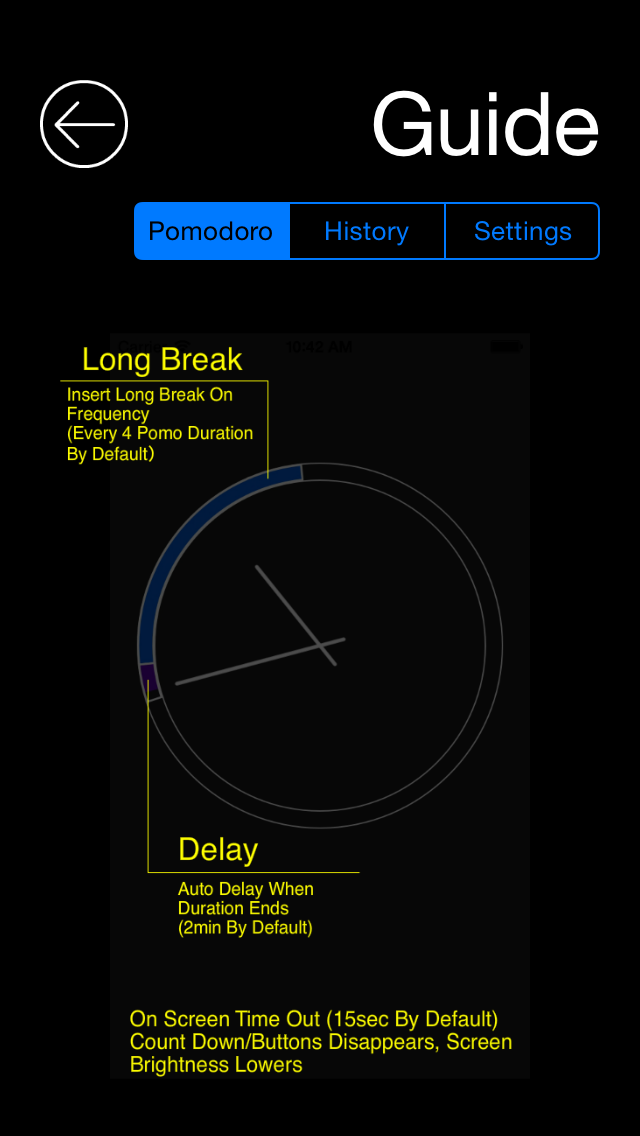 Guide
Pomodoro History Settings
10:42 AM
Long Break
Insert Long Break On
Frequency
(Every 4 Pomo Duration
By Default)
Delay
Auto Delay When
Duration Ends
(2min By Default)
On Screen Time Out (15sec By Default)
Count Down/Buttons Disappears, Screen
Brightness Lowers